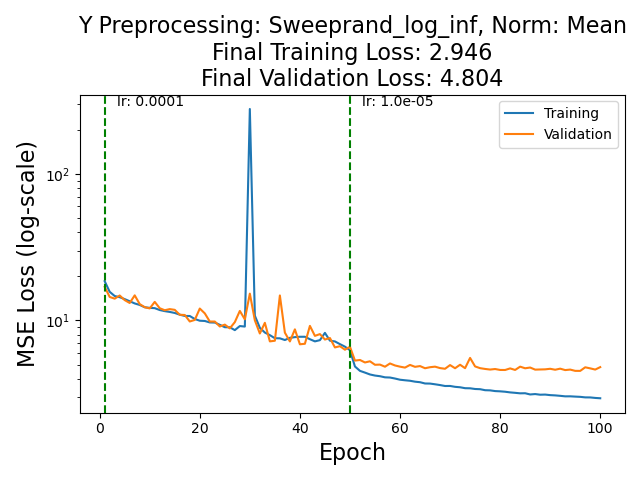 Y Preprocessing: Sweeprand_log_inf, Norm: Mean
Final Training Loss: 2.946
Final Validation Loss: 4.804
lr: 0.0001
lr: 1.0e-05
Training
Validation
MSE Loss (log-scale)
10²
10¹
0 20 40 60 80 100
Epoch